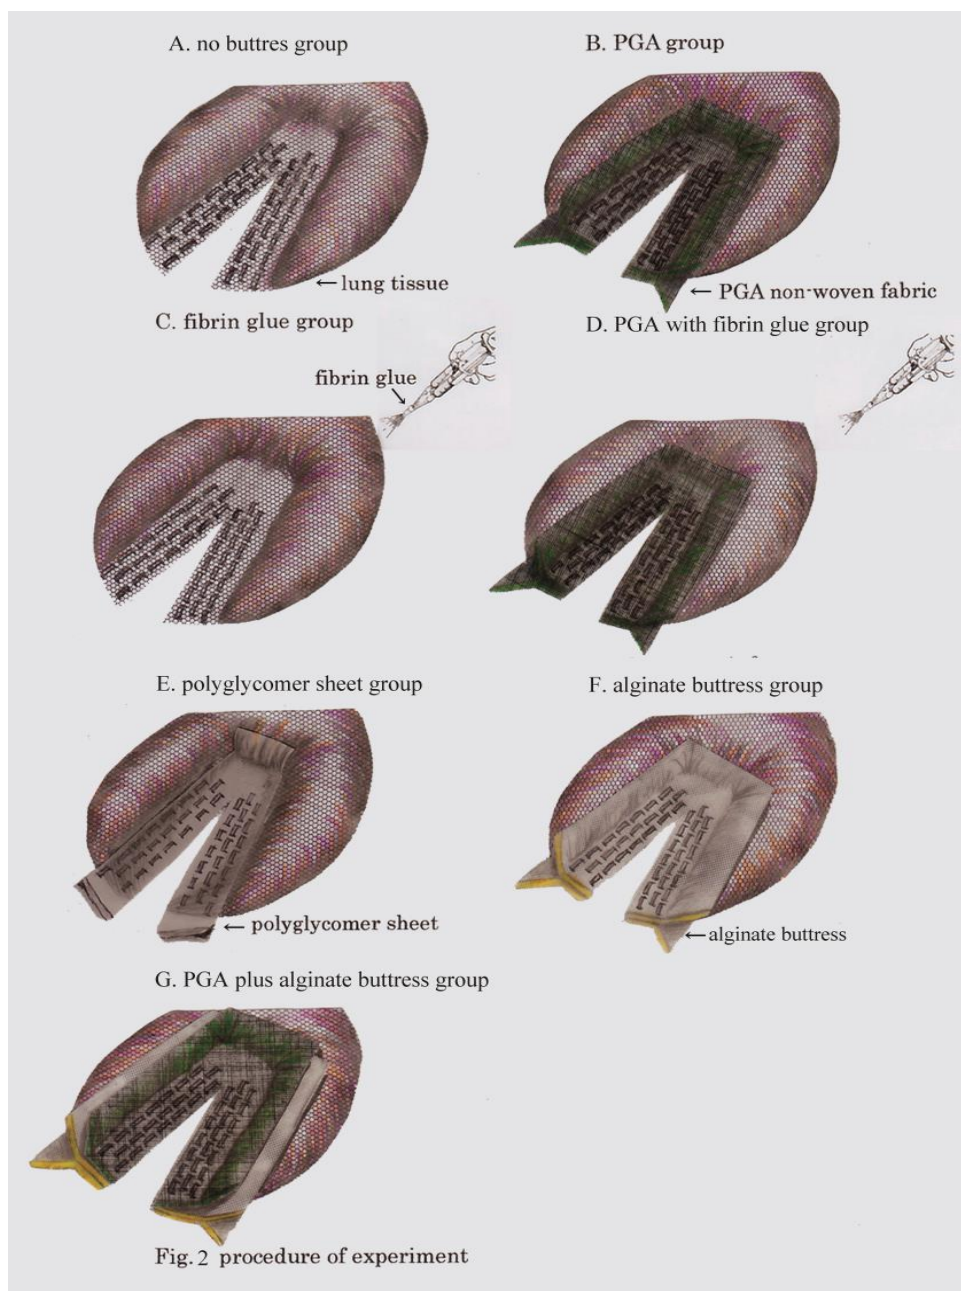 A. no buttres group
B. PGA group
← lung tissue
← PGA non-woven fabric
C. fibrin glue group
D. PGA with fibrin glue group
fibrin glue
E. polyglycomer sheet group
F. alginate buttress group
← polyglycomer sheet
← alginate buttress
G. PGA plus alginate buttress group
Fig. 2 procedure of experiment